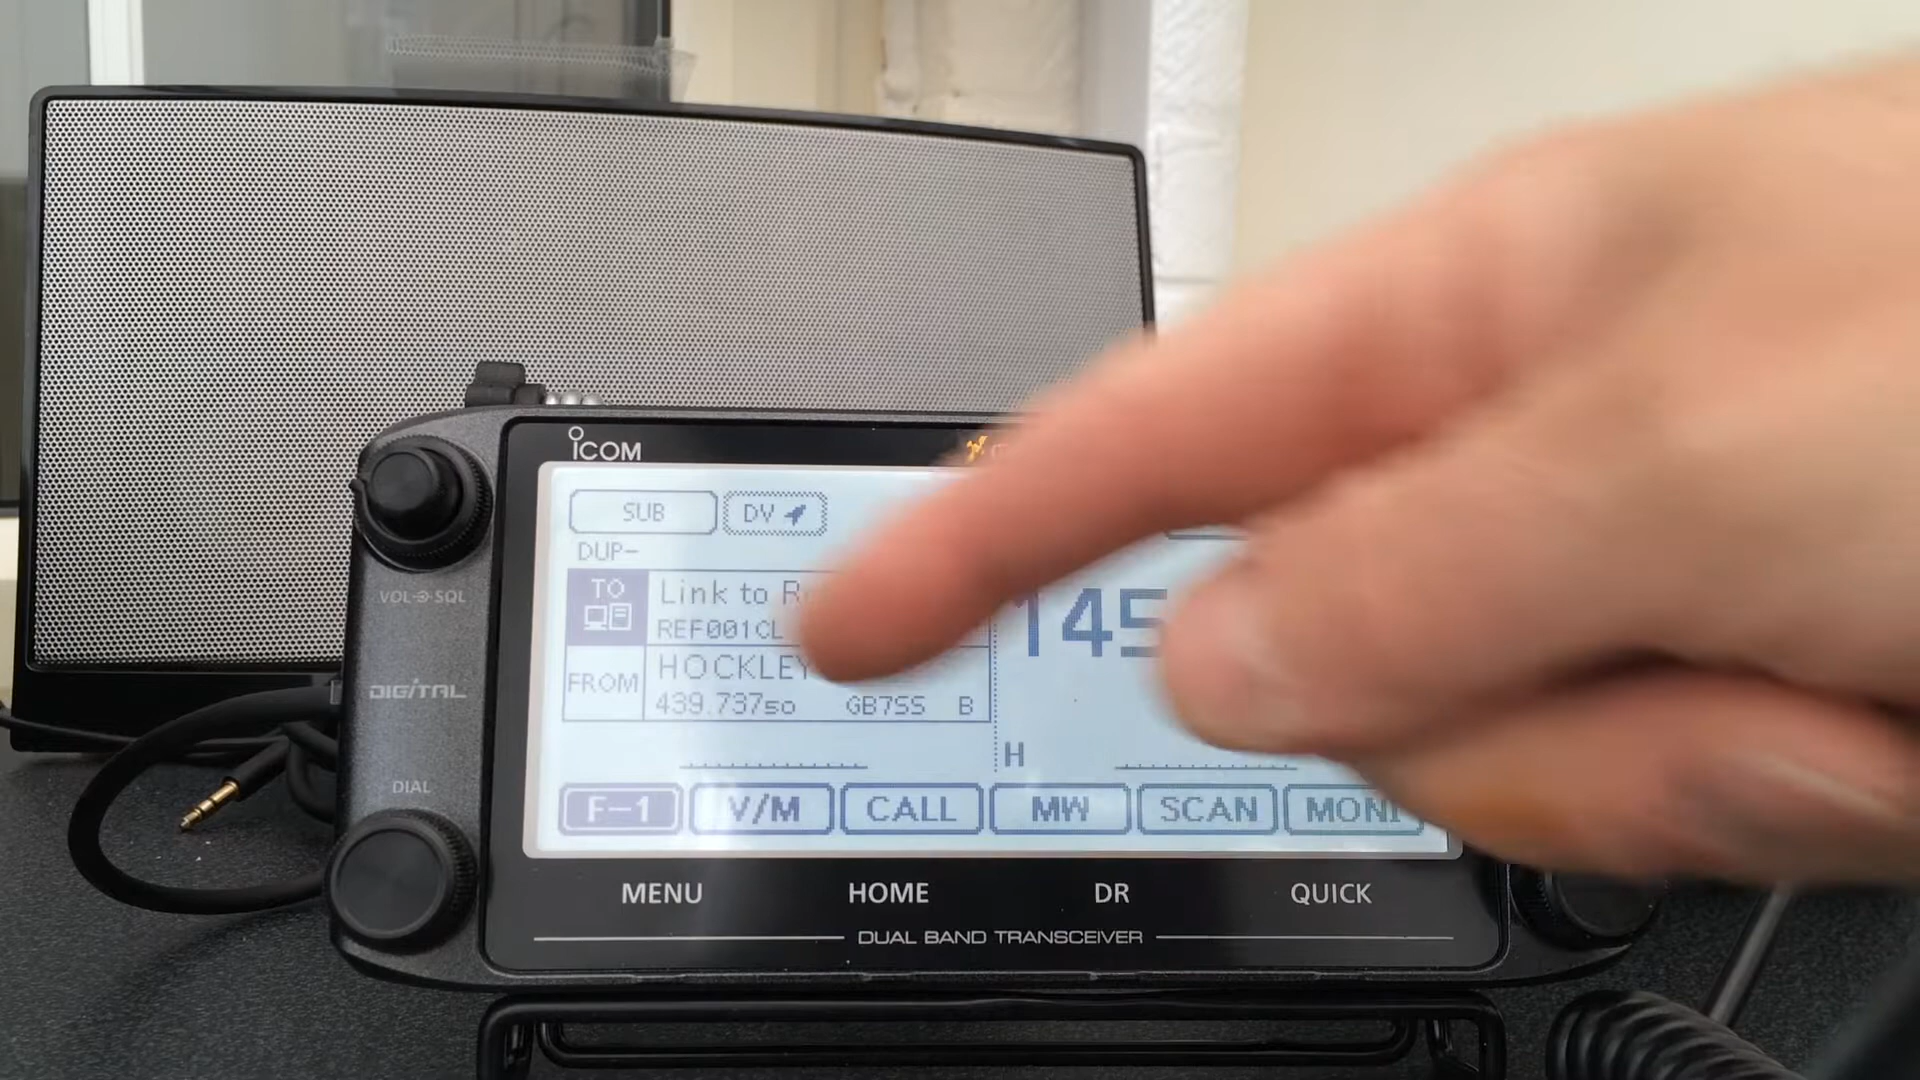 ICOM
SUB DV
DUP-
TO Link to
REF001CL
FROM HOCKLEY
439.73750 GB7SS B
145
H
F-1 V/M CALL MW SCAN MONI
MENU HOME DR QUICK
DUAL BAND TRANSCEIVER
VOL SQL
DIGITAL
DIAL